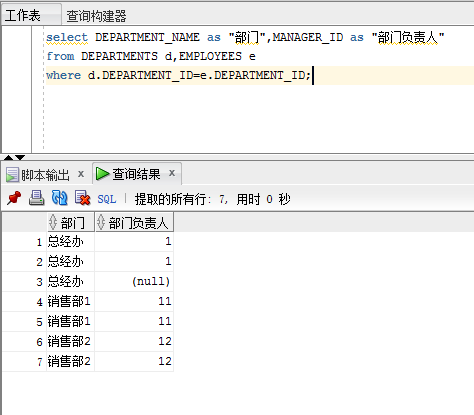 工作表 查询构建器
select DEPARTMENT_NAME as "部门",MANAGER_ID as "部门负责人"
from DEPARTMENTS d,EMPLOYEES e
where d.DEPARTMENT_ID=e.DEPARTMENT_ID;
脚本输出 × 查询结果 ×
SQL | 提取的所有行: 7, 用时 0 秒
部门 部门负责人
1 总经办 1
2 总经办 1
3 总经办 (null)
4 销售部1 11
5 销售部1 11
6 销售部2 12
7 销售部2 12